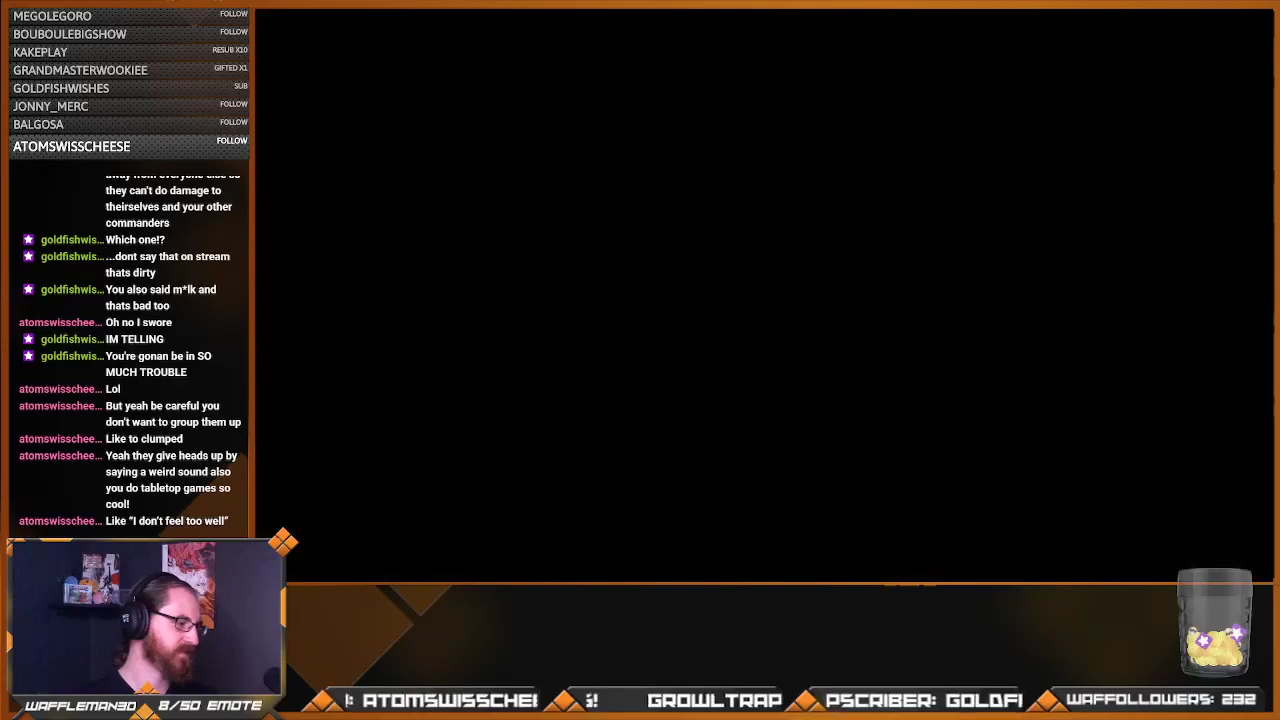 MEGOLEGORO FOLLOW
BOUBOULEBIGSHOW FOLLOW
KAKEPLAY RESUB X10
GRANDMASTERWOOKIEE GIFTED X1
GOLDFISHWISHES SUB
JONNY_MERC FOLLOW
BALGOSA FOLLOW
ATOMSWISSCHEESE FOLLOW
away from everyone else so
they can't do damage to
theirselves and your other
commanders
goldfishwis... Which one!?
goldfishwis... ...dont say that on stream
thats dirty
goldfishwis... You also said m*lk and
thats bad too
atomswisschee... Oh no I swore
goldfishwis... IM TELLING
goldfishwis... You're gonan be in SO
MUCH TROUBLE
atomswisschee... Lol
atomswisschee... But yeah be careful you
don't want to group them up
atomswisschee... Like to clumped
atomswisschee... Yeah they give heads up by
saying a weird sound also
you do tabletop games so
cool!
atomswisschee... Like “I don't feel too well”
WAFFLEMAN30 8/50 EMOTE
: ATOMSWISSCHE
! GROWLTRAP
PSCRIBER: GOLDFI
WAFFOLLOWERS: 232